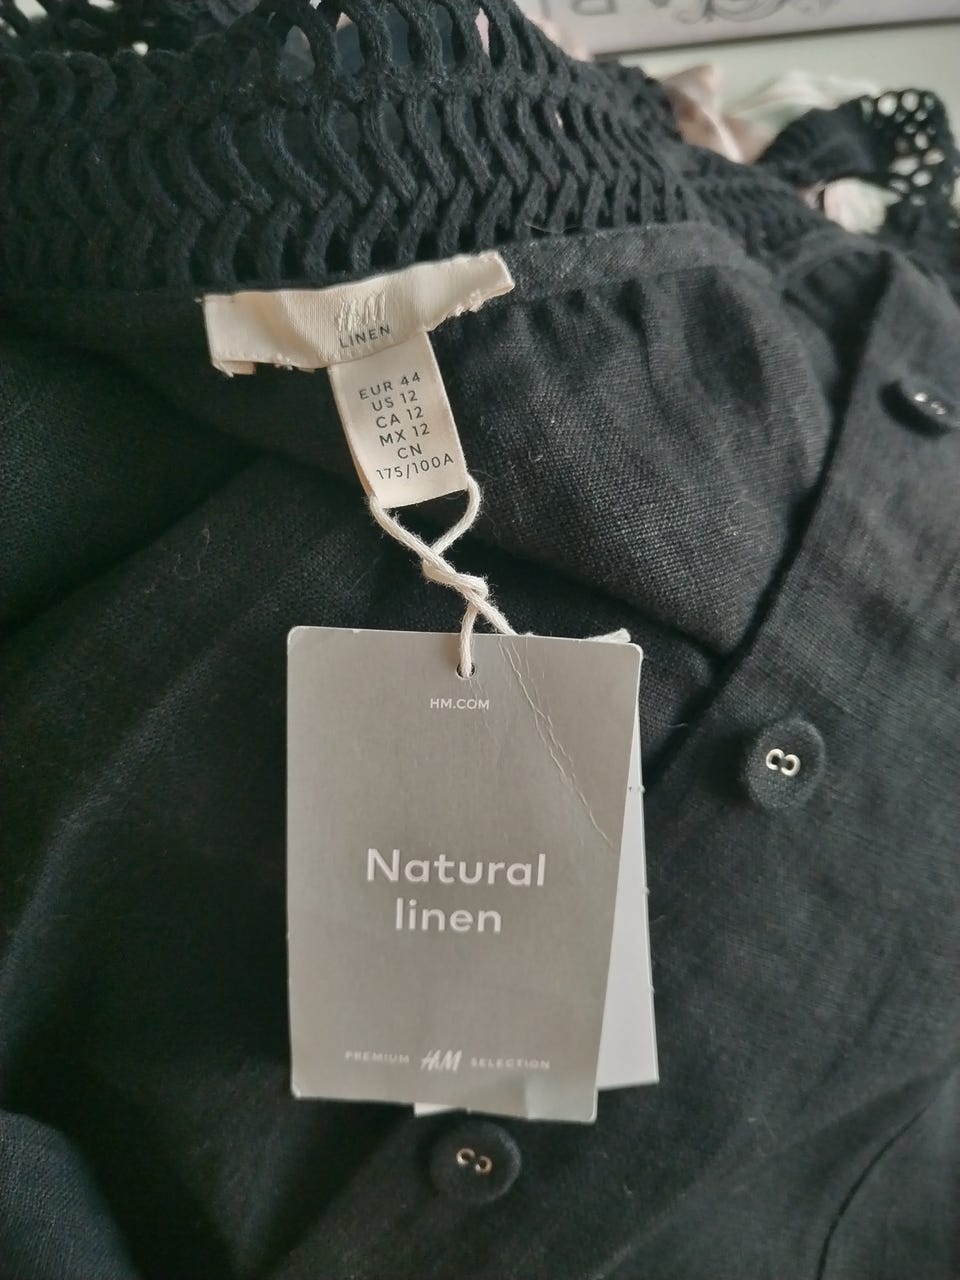 H&M
LINEN
EUR 44
US 12
CA 12
MX 12
CN
175/100A
HM.COM
Natural
linen
PREMIUM H&M SELECTION